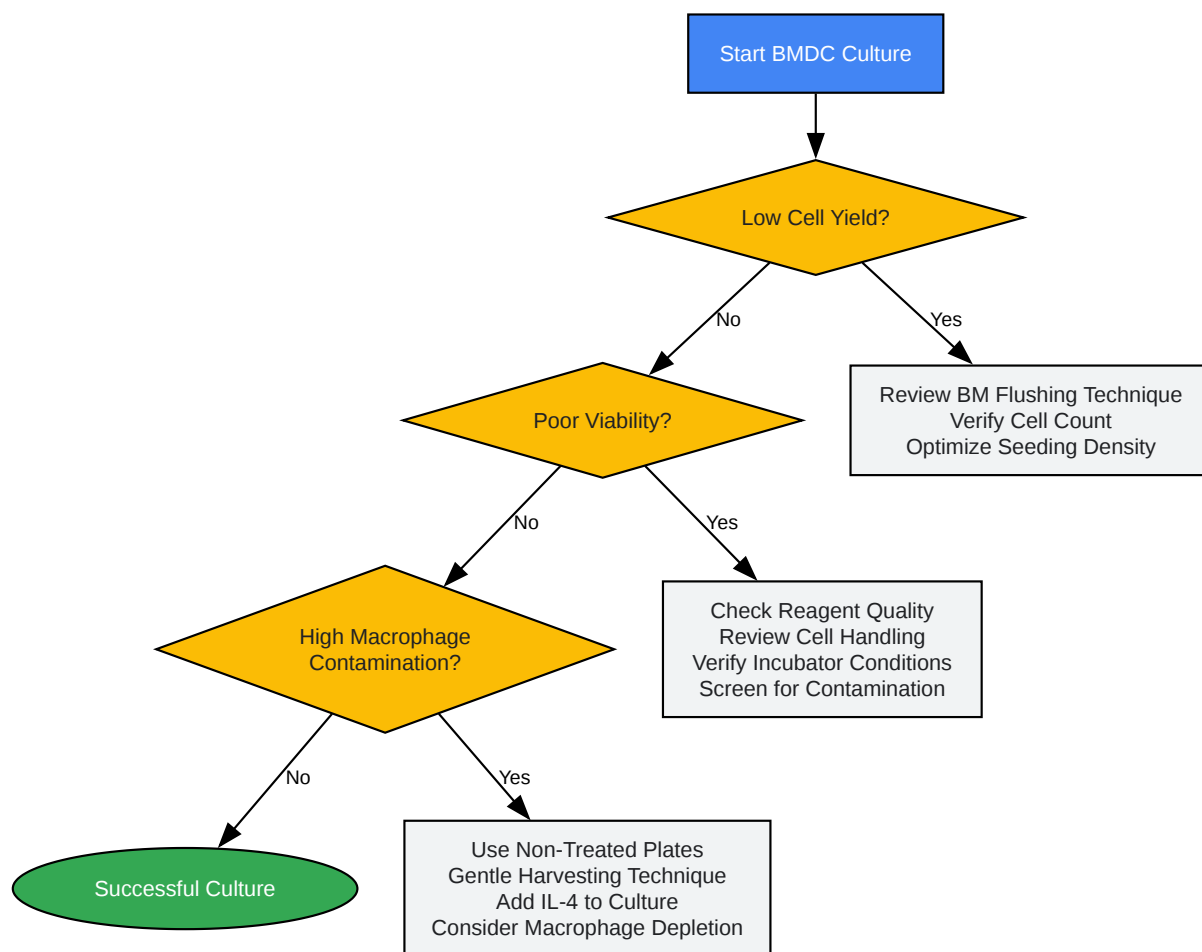 Start BMDC Culture
Low Cell Yield?
No
Yes
Poor Viability?
Review BM Flushing Technique
Verify Cell Count
Optimize Seeding Density
No
Yes
High Macrophage
Contamination?
Check Reagent Quality
Review Cell Handling
Verify Incubator Conditions
Screen for Contamination
No
Yes
Successful Culture
Use Non-Treated Plates
Gentle Harvesting Technique
Add IL-4 to Culture
Consider Macrophage Depletion